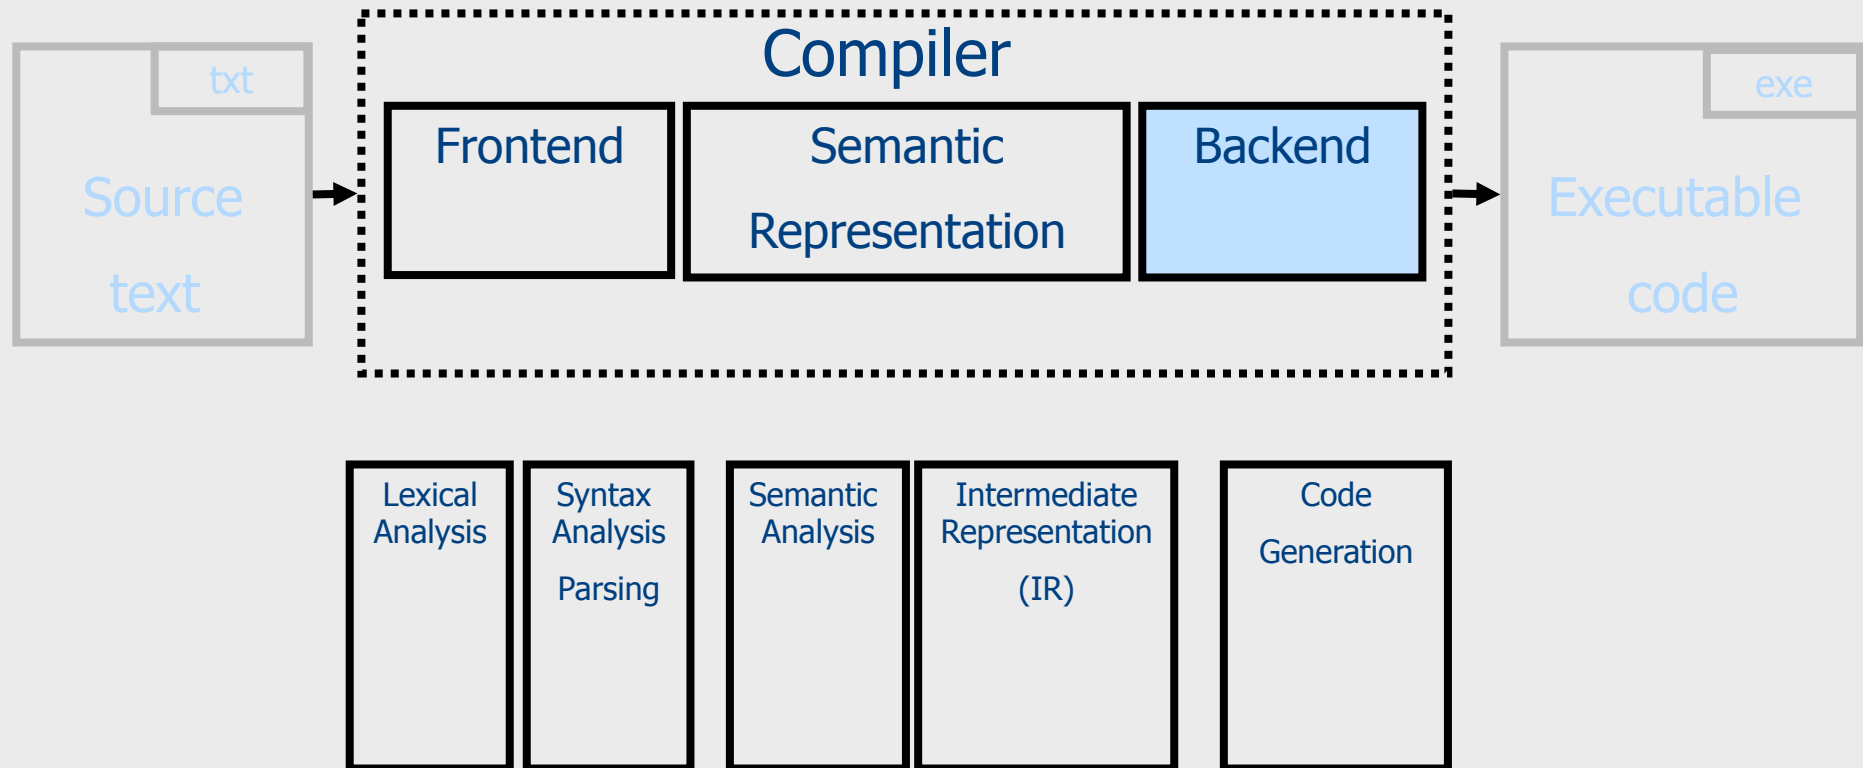 Compiler
txt
Source
text
Frontend
Semantic
Representation
Backend
exe
Executable
code
Lexical
Analysis
Syntax
Analysis
Parsing
Semantic
Analysis
Intermediate
Representation
(IR)
Code
Generation